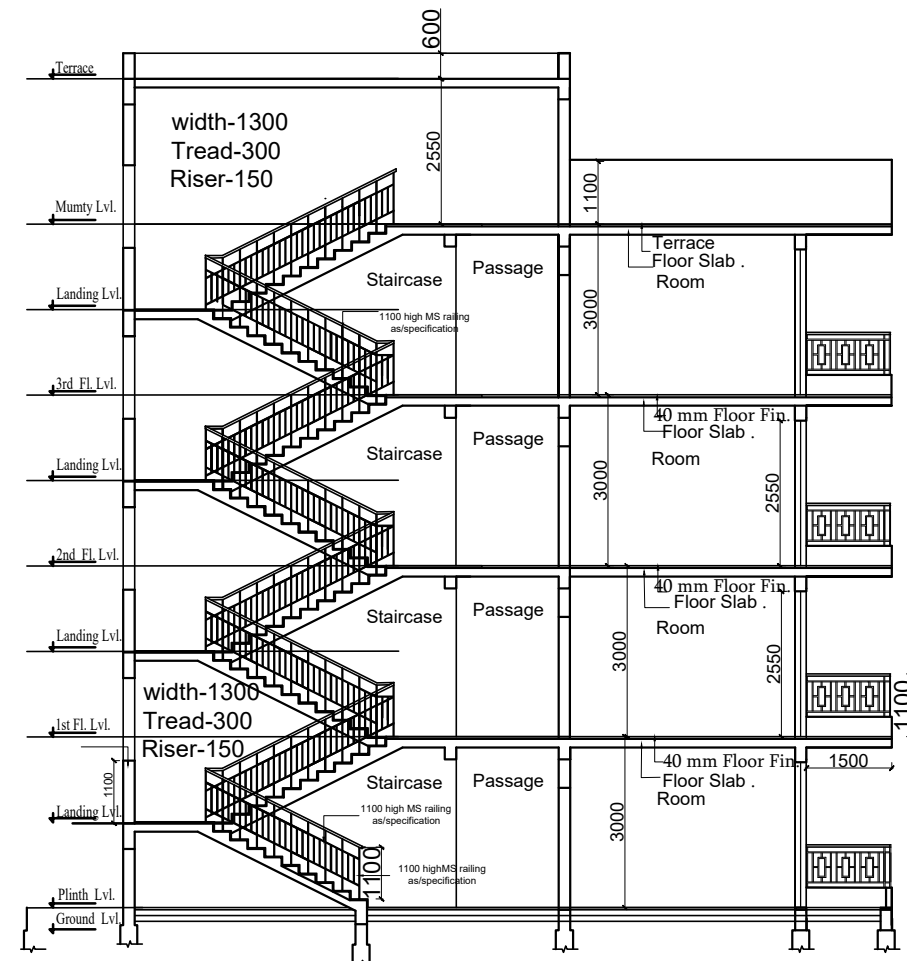 600
Terrace
width-1300
Tread-300
Riser-150
2550
1100
Mumty Lvl.
Terrace
Floor Slab .
Room
Staircase
Passage
3000
Landing Lvl.
1100 high MS railing
as/specification
3rd Fl. Lvl.
40 mm Floor Fin.
Floor Slab .
Room
Staircase
Passage
3000
2550
Landing Lvl.
2nd Fl. Lvl.
40 mm Floor Fin.
Floor Slab .
Room
Staircase
Passage
3000
2550
Landing Lvl.
width-1300
Tread-300
Riser-150
1100
1st Fl. Lvl.
40 mm Floor Fin.
1500
Floor Slab .
Room
Staircase
Passage
1100
3000
Landing Lvl.
1100 high MS railing
as/specification
1100
1100 highMS railing
as/specification
Plinth Lvl.
Ground Lvl.